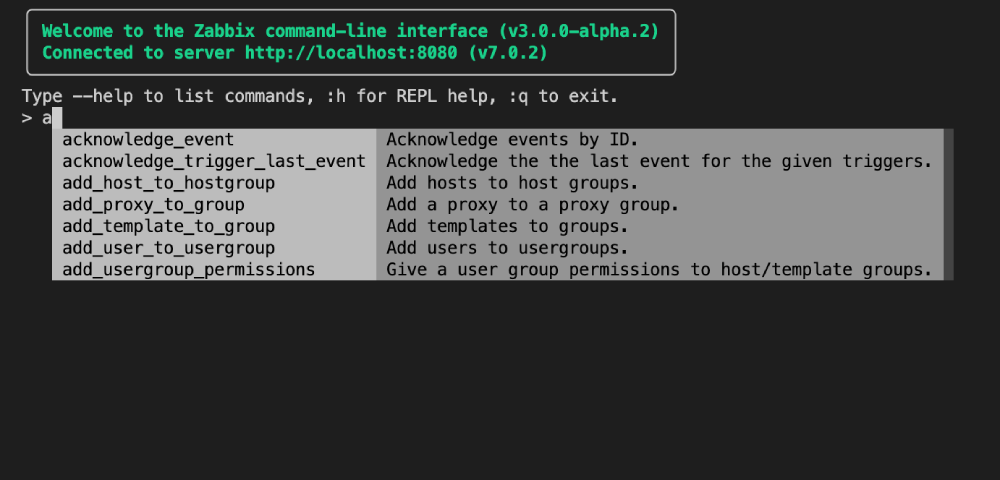 Welcome to the Zabbix command-line interface (v3.0.0-alpha.2)
Connected to server http://localhost:8080 (v7.0.2)
Type --help to list commands, :h for REPL help, :q to exit.
> a
acknowledge_event Acknowledge events by ID.
acknowledge_trigger_last_event Acknowledge the the last event for the given triggers.
add_host_to_hostgroup Add hosts to host groups.
add_proxy_to_group Add a proxy to a proxy group.
add_template_to_group Add templates to groups.
add_user_to_usergroup Add users to usergroups.
add_usergroup_permissions Give a user group permissions to host/template groups.